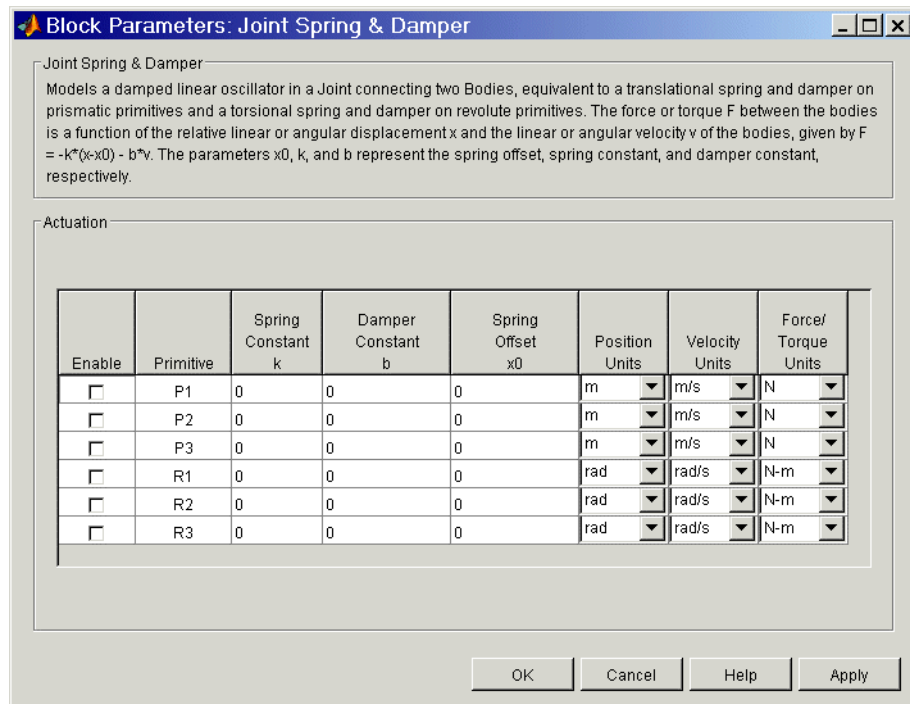 Block Parameters: Joint Spring & Damper
Joint Spring & Damper
Models a damped linear oscillator in a Joint connecting two Bodies, equivalent to a translational spring and damper on
prismatic primitives and a torsional spring and damper on revolute primitives. The force or torque F between the bodies
is a function of the relative linear or angular displacement x and the linear or angular velocity v of the bodies, given by F
= -k*(x-x0) - b*v. The parameters x0, k, and b represent the spring offset, spring constant, and damper constant,
respectively.
Actuation
Enable Primitive Spring Constant k Damper Constant b Spring Offset x0 Position Units Velocity Units Force/ Torque Units
P1 0 0 0 m m/s N
P2 0 0 0 m m/s N
P3 0 0 0 m m/s N
R1 0 0 0 rad rad/s N-m
R2 0 0 0 rad rad/s N-m
R3 0 0 0 rad rad/s N-m
OK Cancel Help Apply